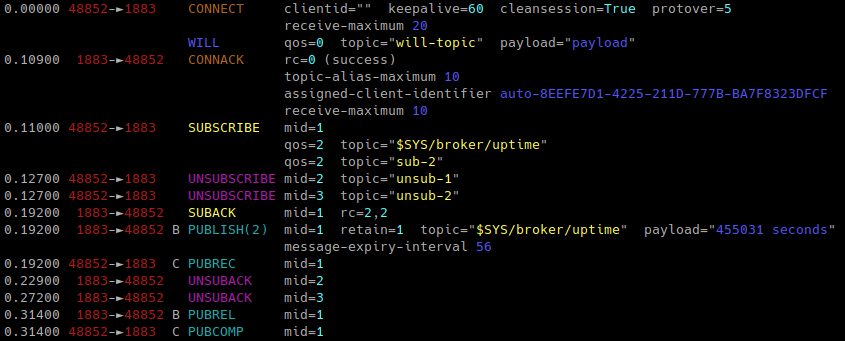 0.00000 48852-►1883 CONNECT clientid="" keepalive=60 cleansession=True protover=5
receive-maximum 20
WILL qos=0 topic="will-topic" payload="payload"
0.10900 1883-►48852 CONNACK rc=0 (success)
topic-alias-maximum 10
assigned-client-identifier auto-8EEFE7D1-4225-211D-777B-BA7F8323DFCF
receive-maximum 10
0.11000 48852-►1883 SUBSCRIBE mid=1
qos=2 topic="$SYS/broker/uptime"
qos=2 topic="sub-2"
0.12700 48852-►1883 UNSUBSCRIBE mid=2 topic="unsub-1"
0.12700 48852-►1883 UNSUBSCRIBE mid=3 topic="unsub-2"
0.19200 1883-►48852 SUBACK mid=1 rc=2,2
0.19200 1883-►48852 B PUBLISH(2) mid=1 retain=1 topic="$SYS/broker/uptime" payload="455031 seconds"
message-expiry-interval 56
0.19200 48852-►1883 C PUBREC mid=1
0.22900 1883-►48852 UNSUBACK mid=2
0.27200 1883-►48852 UNSUBACK mid=3
0.31400 1883-►48852 B PUBREL mid=1
0.31400 48852-►1883 C PUBCOMP mid=1